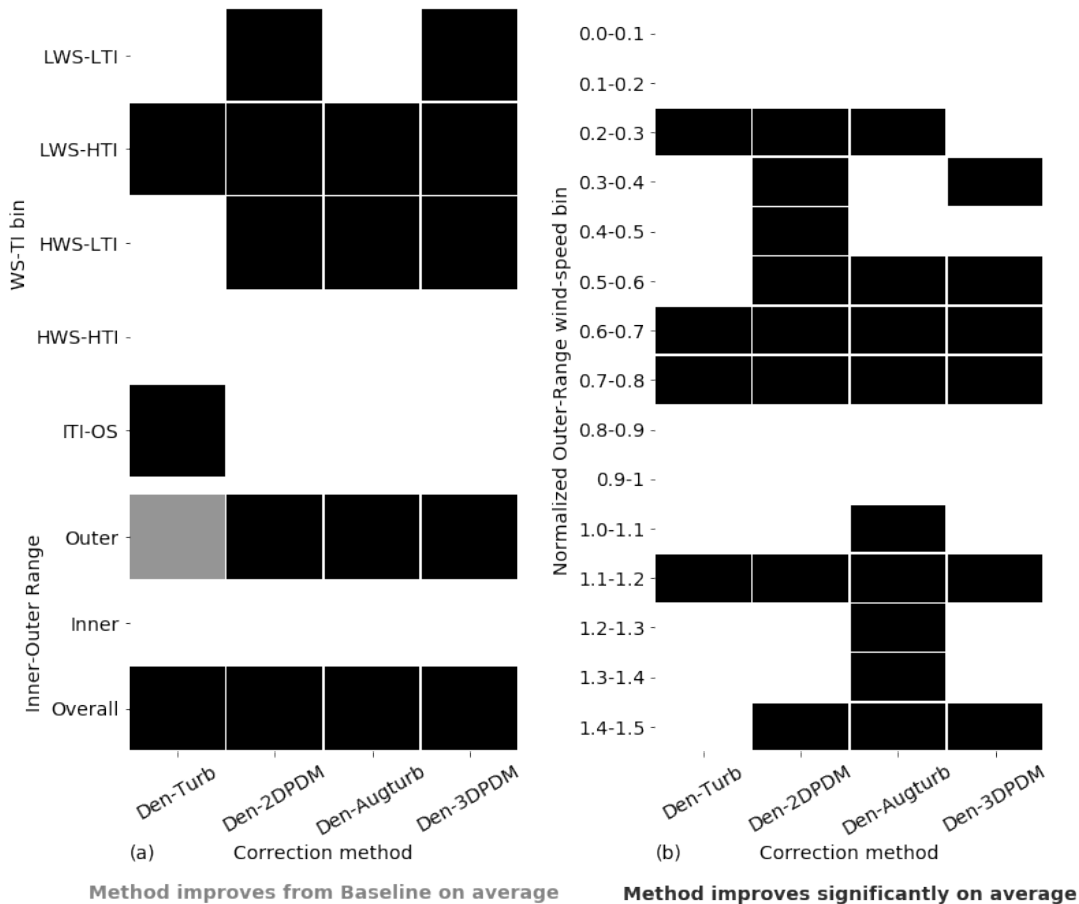 WS-TI bin
LWS-LTI
LWS-HTI
HWS-LTI
HWS-HTI
ITI-OS
Inner-Outer Range
Outer
Inner
Overall
Den-Turb
Den-2DPDM
Den-Augturb
Den-3DPDM
(a)
Correction method
Normalized Outer-Range wind-speed bin
0.0-0.1
0.1-0.2
0.2-0.3
0.3-0.4
0.4-0.5
0.5-0.6
0.6-0.7
0.7-0.8
0.8-0.9
0.9-1
1.0-1.1
1.1-1.2
1.2-1.3
1.3-1.4
1.4-1.5
Den-Turb
Den-2DPDM
Den-Augturb
Den-3DPDM
(b)
Correction method
Method improves from Baseline on average
Method improves significantly on average